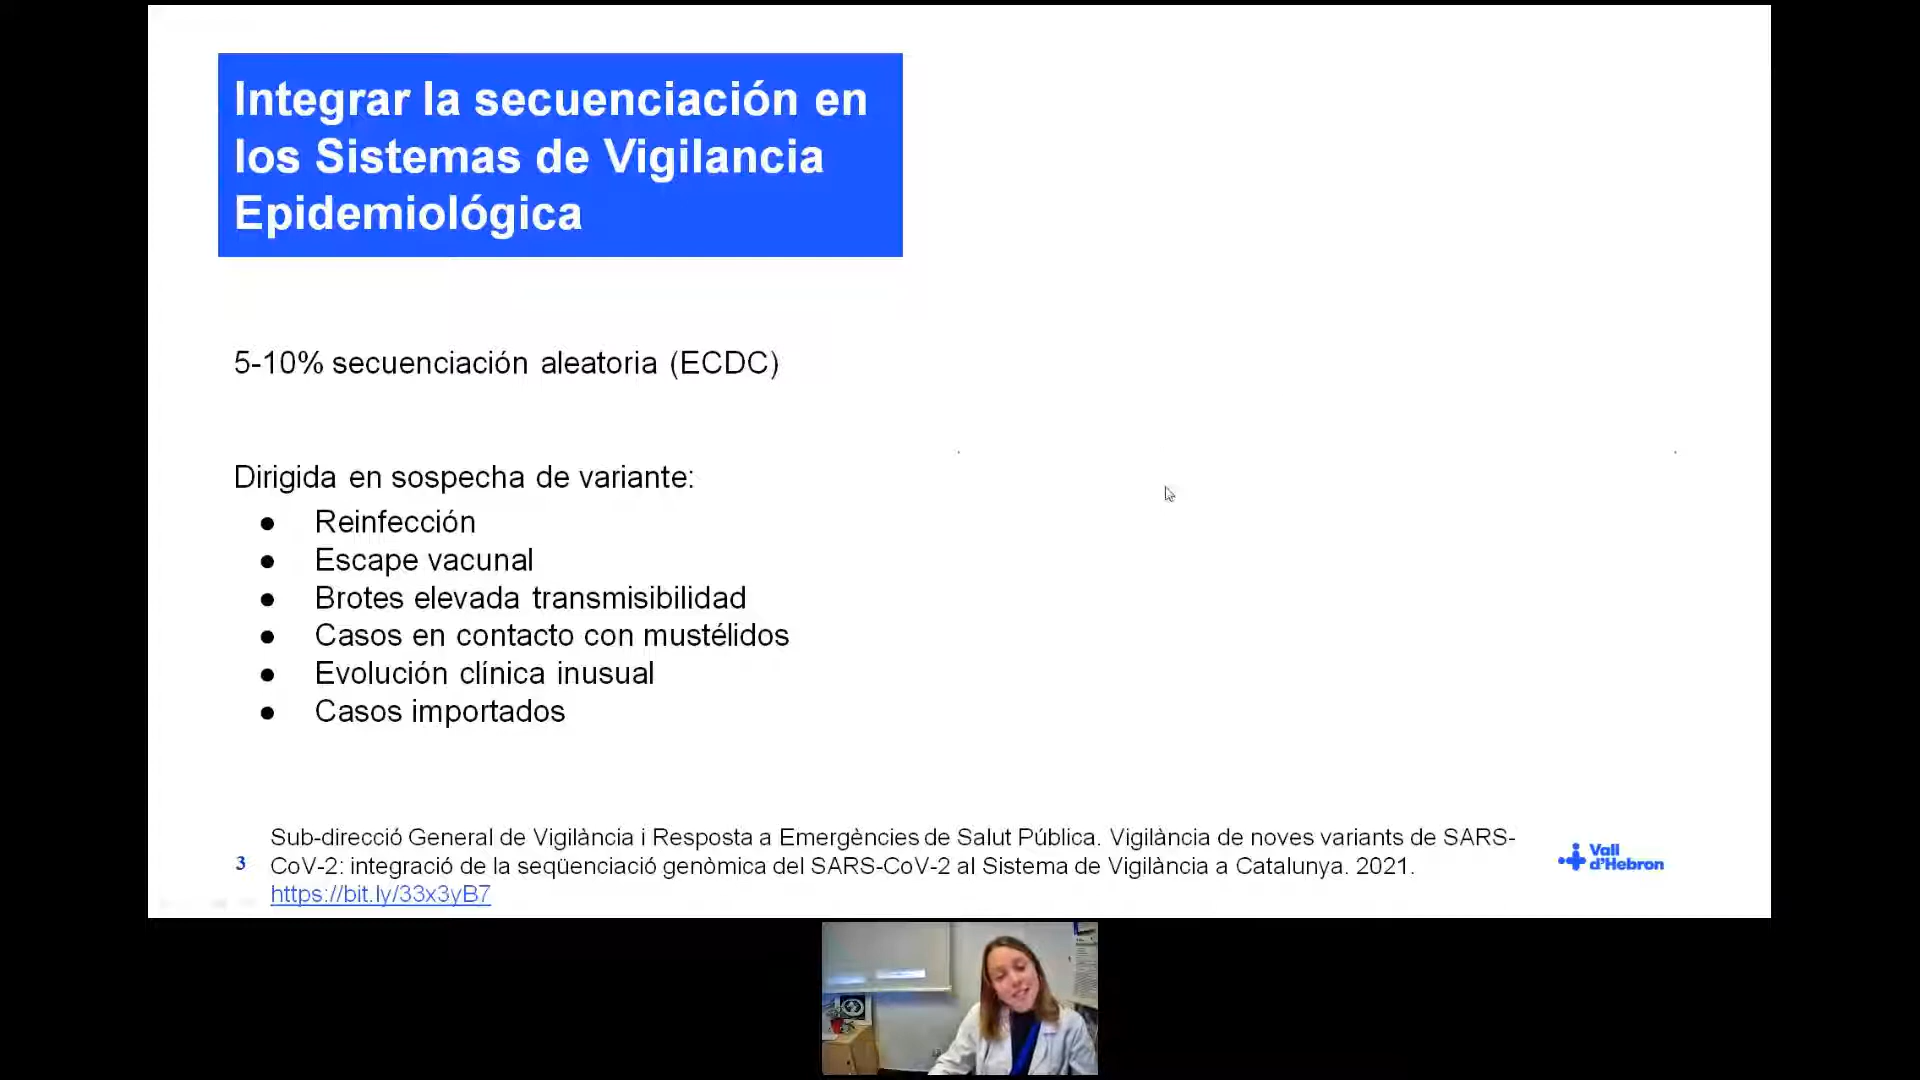 Integrar la secuenciación en
los Sistemas de Vigilancia
Epidemiológica
5-10% secuenciación aleatoria (ECDC)
Dirigida en sospecha de variante:
● Reinfección
● Escape vacunal
● Brotes elevada transmisibilidad
● Casos en contacto con mustélidos
● Evolución clínica inusual
● Casos importados
Sub-direcció General de Vigilància i Resposta a Emergències de Salut Pública. Vigilància de noves variants de SARS-
CoV-2: integració de la seqüenciació genòmica del SARS-CoV-2 al Sistema de Vigilància a Catalunya. 2021.
https://bit.ly/33x3yB7
3
Vall
d'Hebron